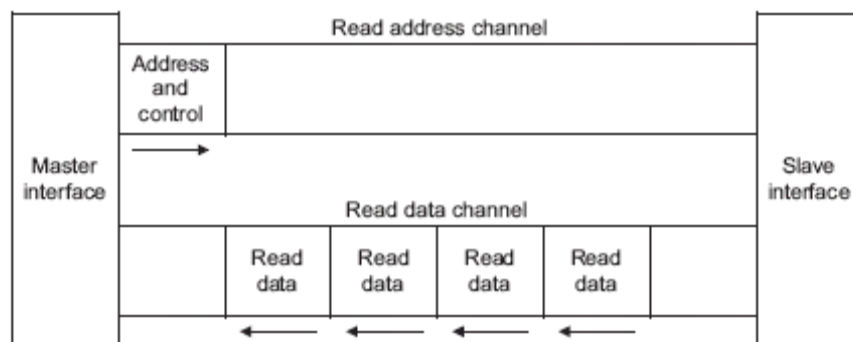 Read address channel
Address
and
control
Master
interface
Slave
interface
Read data channel
Read
data
Read
data
Read
data
Read
data